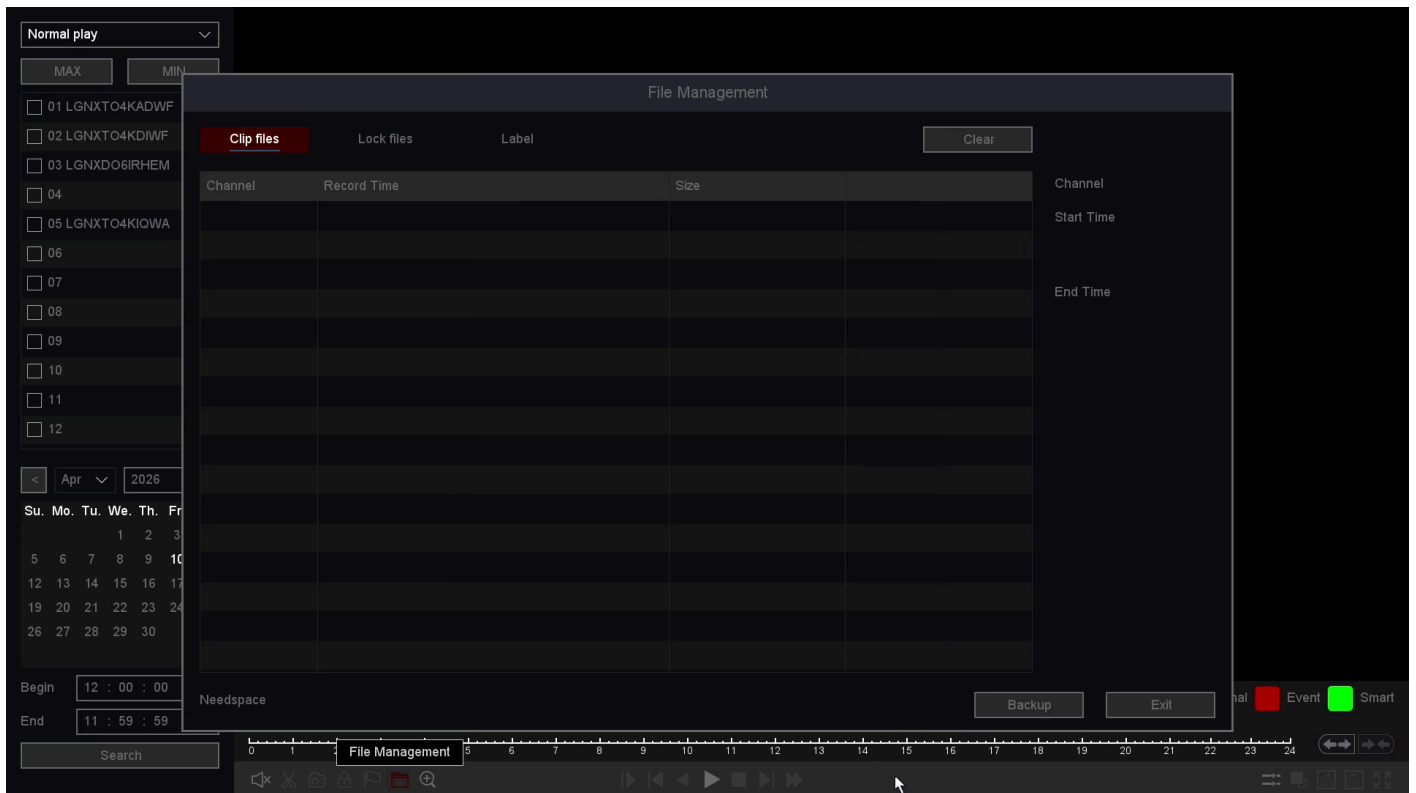 Normal play
MAX
MIN
01 LGNXTO4KADWF
02 LGNXTO4KDIWF
03 LGNXDO6IRHEM
04
05 LGNXTO4KIQWA
06
07
08
09
10
11
12
< Apr 2026
Su. Mo. Tu. We. Th. Fr
1 2 3
5 6 7 8 9 10
12 13 14 15 16 17
19 20 21 22 23 24
26 27 28 29 30
Begin 12 : 00 : 00
End 11 : 59 : 59
Search
File Management
Clip files Lock files Label Clear
Channel Record Time Size
Channel
Start Time
End Time
Needspace
Backup Exit
Event Smart
0 1 5 6 7 8 9 10 11 12 13 14 15 16 17 18 19 20 21 22 23 24
File Management